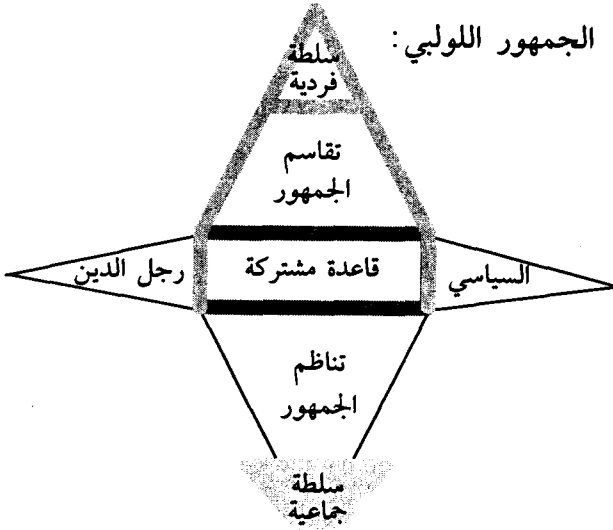 الجمهور اللولبي:
سلطة
فردية
تقاسم
الجمهور
السياسي
قاعدة مشتركة
رجل الدين
تناظم
الجمهور
سلطة
جماعية